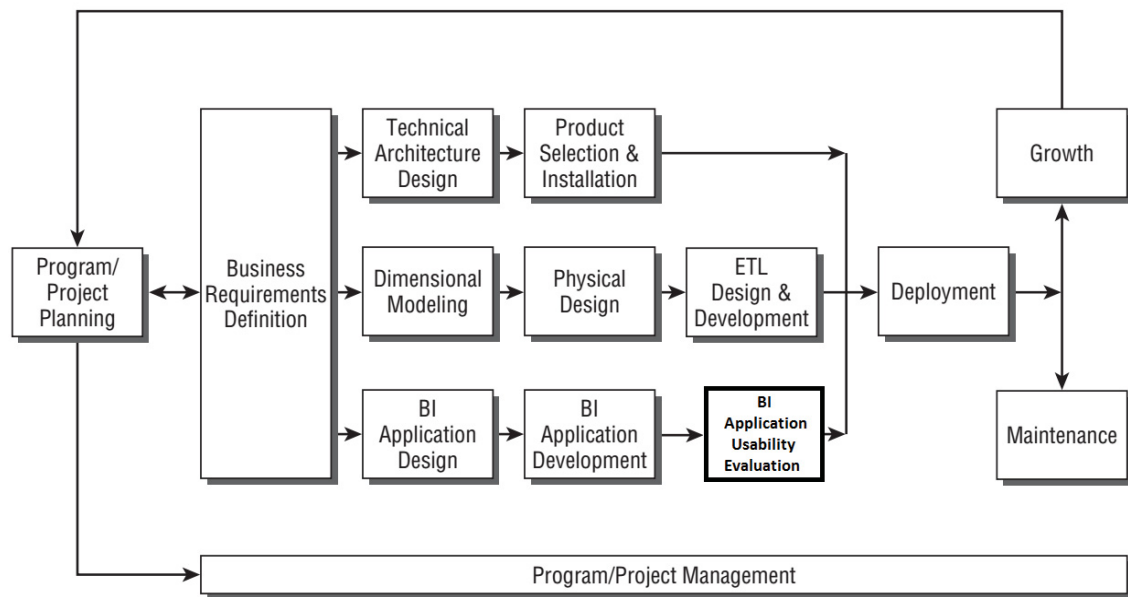 Program/
Project
Planning
Business
Requirements
Definition
Technical
Architecture
Design
Product
Selection &
Installation
Dimensional
Modeling
Physical
Design
ETL
Design &
Development
BI
Application
Design
BI
Application
Development
BI
Application
Usability
Evaluation
Deployment
Growth
Maintenance
Program/Project Management